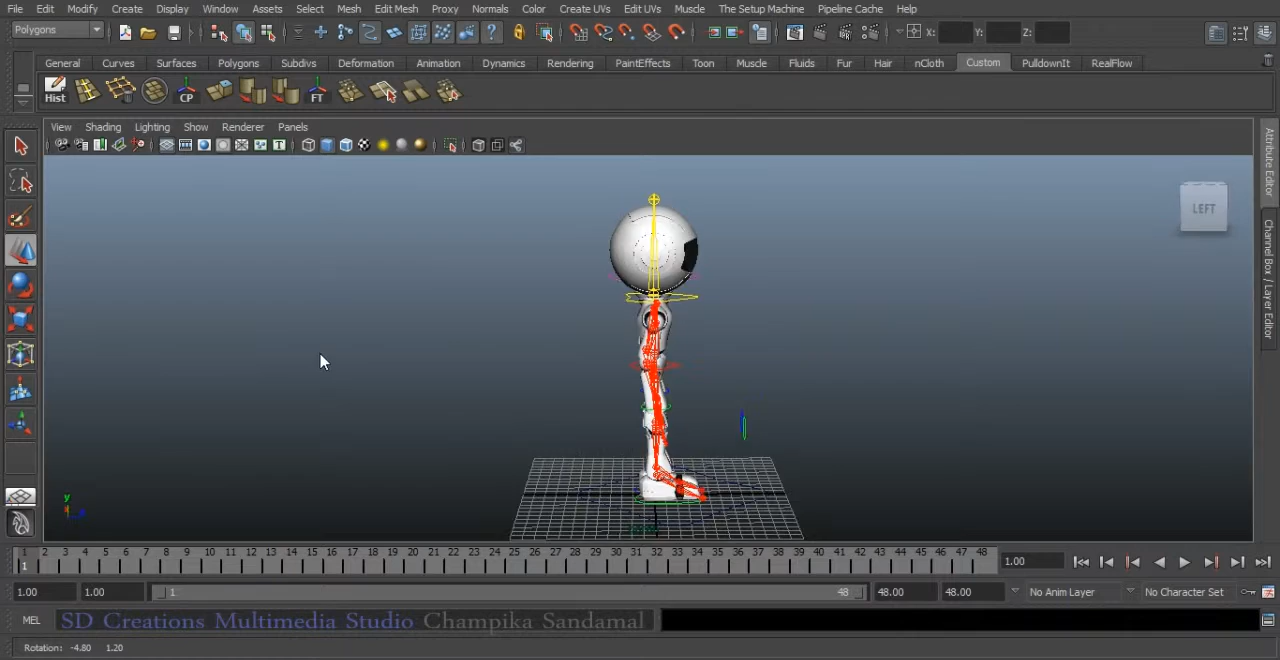 File Edit Modify Create Display Window Assets Select Mesh Edit Mesh Proxy Normals Color Create UVs Edit UVs Muscle The Setup Machine Pipeline Cache Help
Polygons X: Y: Z:
General Curves Surfaces Polygons Subdivs Deformation Animation Dynamics Rendering PaintEffects Toon Muscle Fluids Fur Hair nCloth Custom PulldownIt RealFlow
Hist CP FT
View Shading Lighting Show Renderer Panels
Attribute Editor
Channel Box / Layer Editor
LEFT
y
1 2 3 4 5 6 7 8 9 10 11 12 13 14 15 16 17 18 19 20 21 22 23 24 25 26 27 28 29 30 31 32 33 34 35 36 37 38 39 40 41 42 43 44 45 46 47 48
1 1.00
1.00 1.00 1 48 48.00 48.00 No Anim Layer No Character Set
MEL SD Creations Multimedia Studio Champika Sandamal
Rotation: -4.80 1.20